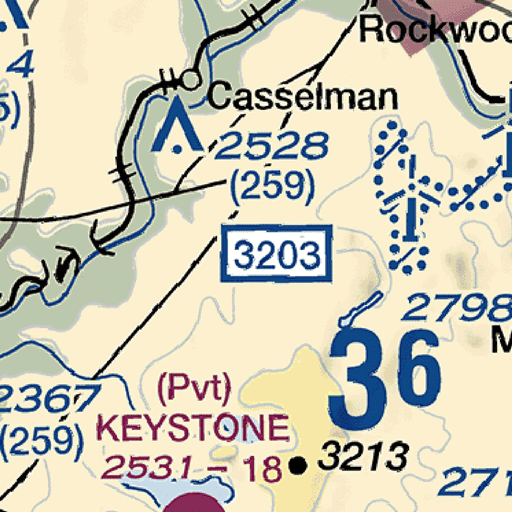 Rockwoo
4
5)
Casselman
2528
(259)
3203
2798
M
36
2367
(259)
(Pvt)
KEYSTONE
2531 – 18
3213
271